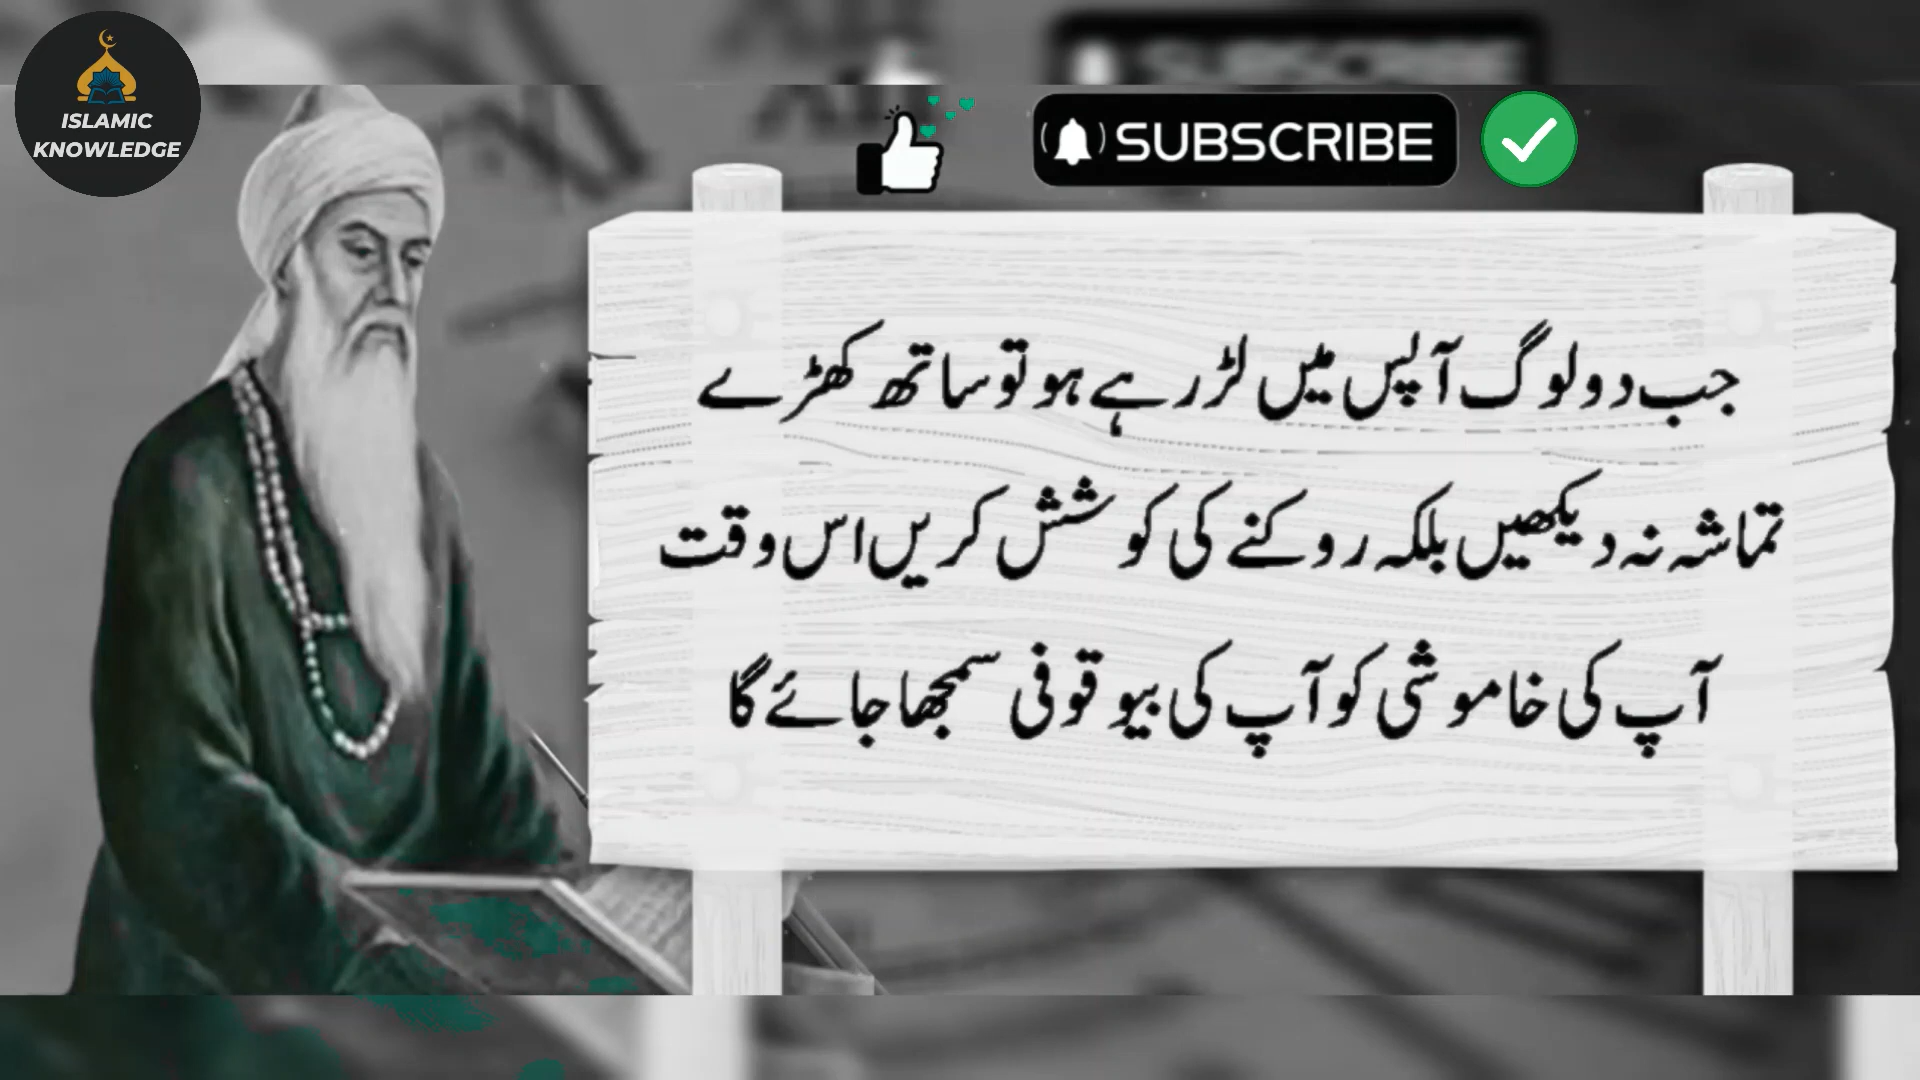 ISLAMIC
KNOWLEDGE
SUBSCRIBE
جب دو لوگ آپس میں لڑ رہے ہو تو ساتھ کھڑے
تماشہ نہ دیکھیں بلکہ روکنے کی کوشش کریں اس وقت
آپ کی خاموشی کو آپ کی بیوقوفی سمجھا جائے گا